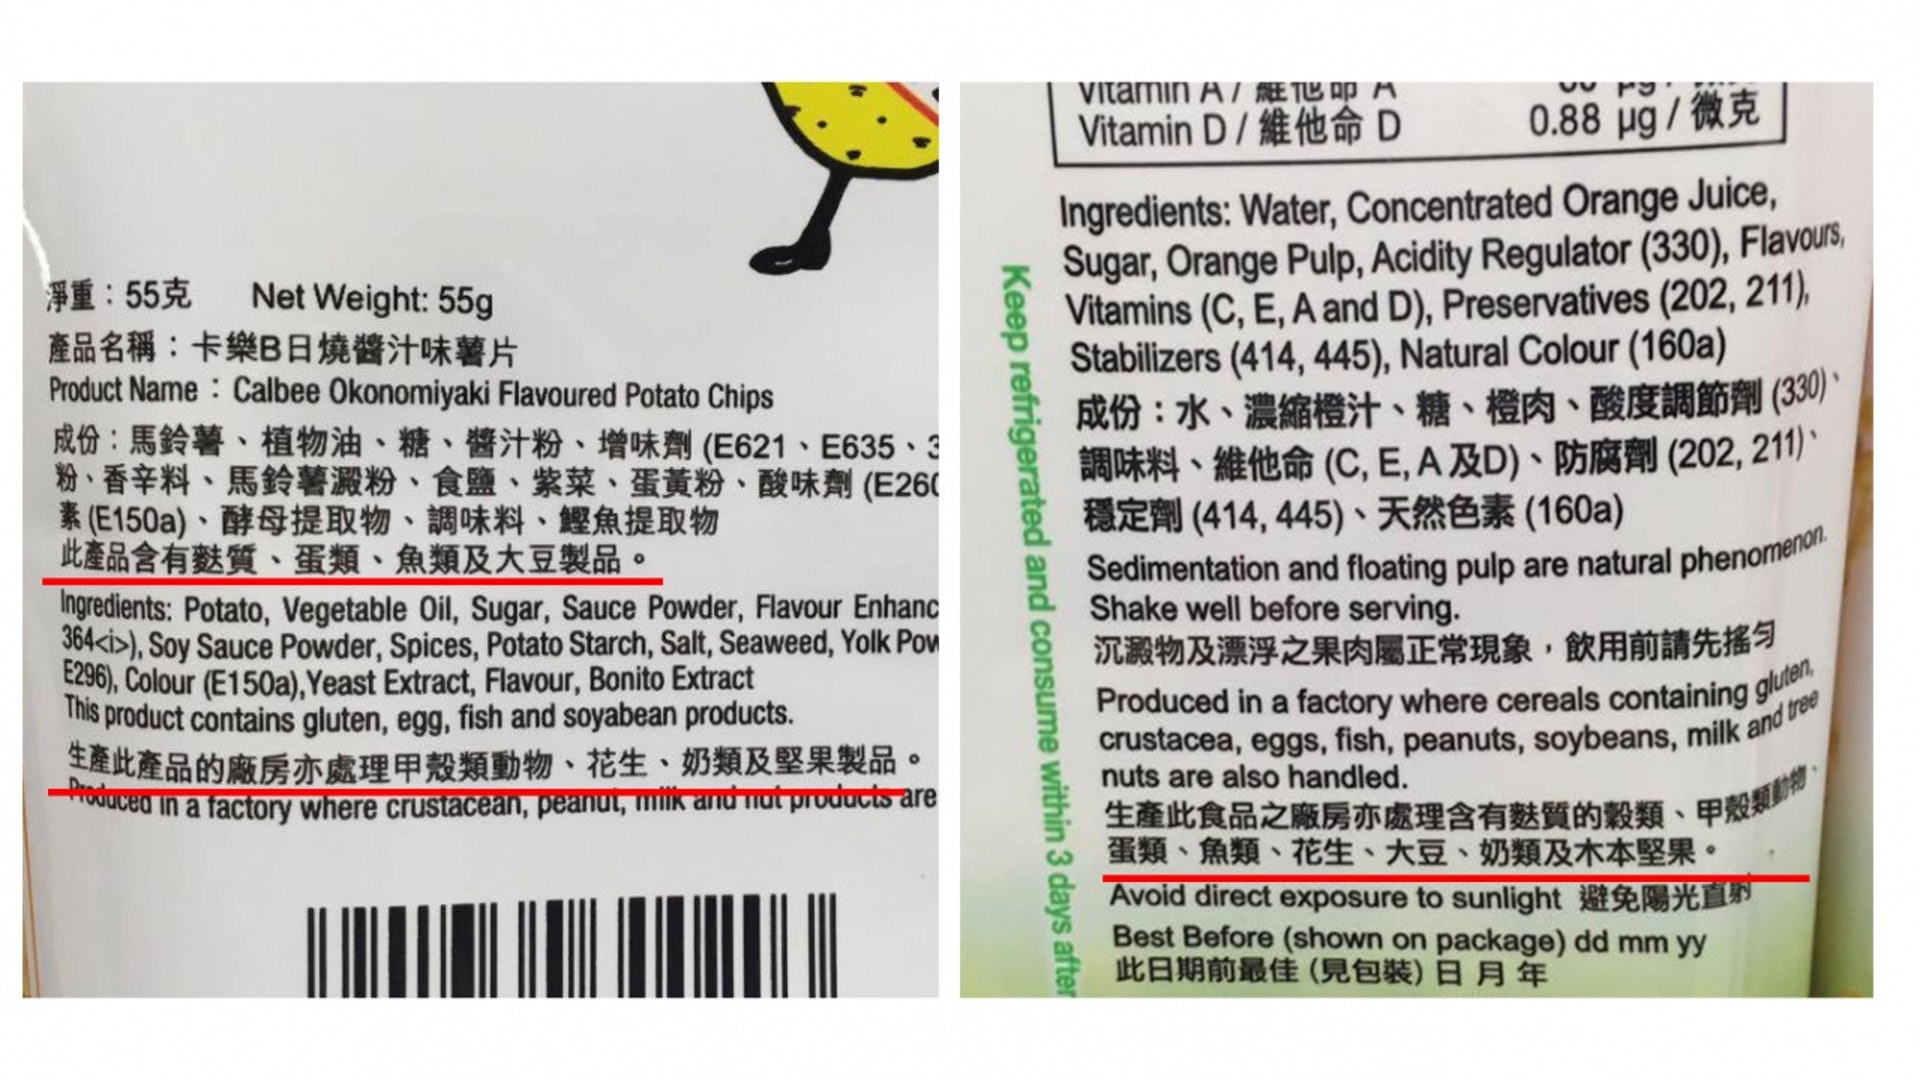 淨重：55克 Net Weight: 55g
產品名稱：卡樂B日燒醬汁味薯片
Product Name： Calbee Okonomiyaki Flavoured Potato Chips
成份：馬鈴薯、植物油、糖、醬汁粉、增味劑 (E621、E635、3
粉、香辛料、馬鈴薯澱粉、食鹽、紫菜、蛋黃粉、酸味劑 (E260
素 (E150a)、酵母提取物、調味料、鰹魚提取物
此產品含有麩質、蛋類、魚類及大豆製品。
Ingredients: Potato, Vegetable Oil, Sugar, Sauce Powder, Flavour Enhanc
364<i>), Soy Sauce Powder, Spices, Potato Starch, Salt, Seaweed, Yolk Pow
E296), Colour (E150a),Yeast Extract, Flavour, Bonito Extract
This product contains gluten, egg, fish and soyabean products.
生產此產品的廠房亦處理甲殼類動物、花生、奶類及堅果製品。
Produced in a factory where crustacean, peanut, milk and nut products are
Vitamin A / 維他命 A
Vitamin D / 維他命 D 0.88 µg / 微克
Ingredients: Water, Concentrated Orange Juice,
Sugar, Orange Pulp, Acidity Regulator (330), Flavours,
Vitamins (C, E, A and D), Preservatives (202, 211),
Stabilizers (414, 445), Natural Colour (160a)
成份：水、濃縮橙汁、糖、橙肉、酸度調節劑 (330)、
調味料、維他命 (C, E, A 及D)、防腐劑 (202, 211)、
穩定劑 (414, 445)、天然色素 (160a)
Sedimentation and floating pulp are natural phenomenon.
Shake well before serving.
沉澱物及漂浮之果肉屬正常現象，飲用前請先搖勻
Produced in a factory where cereals containing gluten,
crustacea, eggs, fish, peanuts, soybeans, milk and tree
nuts are also handled.
生產此食品之廠房亦處理含有麩質的穀類、甲殼類動物、
蛋類、魚類、花生、大豆、奶類及木本堅果。
Avoid direct exposure to sunlight 避免陽光直射
Best Before (shown on package) dd mm yy
此日期前最佳 (見包裝) 日 月 年
Keep refrigerated and consume within 3 days after